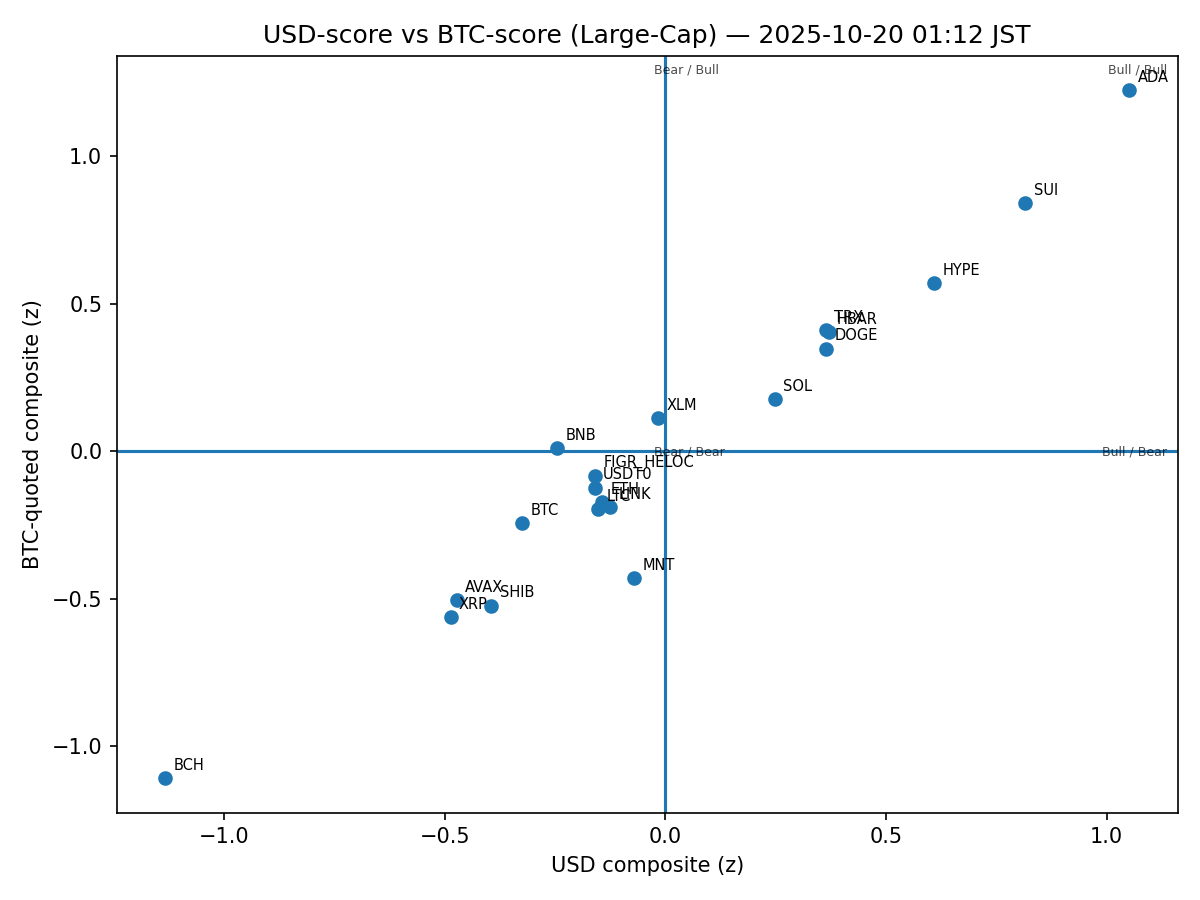 USD-score vs BTC-score (Large-Cap) — 2025-10-20 01:12 JST
Bear / Bull
Bull / Bull
ADA
SUI
HYPE
TRX
HBAR
DOGE
SOL
XLM
BNB
Bear / Bear
Bull / Bear
FIGR_HELOC
USDT0
ETH
LINK
LTC
BTC
MNT
AVAX
SHIB
XRP
BCH
1.0
0.5
0.0
−0.5
−1.0
BTC-quoted composite (z)
−1.0
−0.5
0.0
0.5
1.0
USD composite (z)